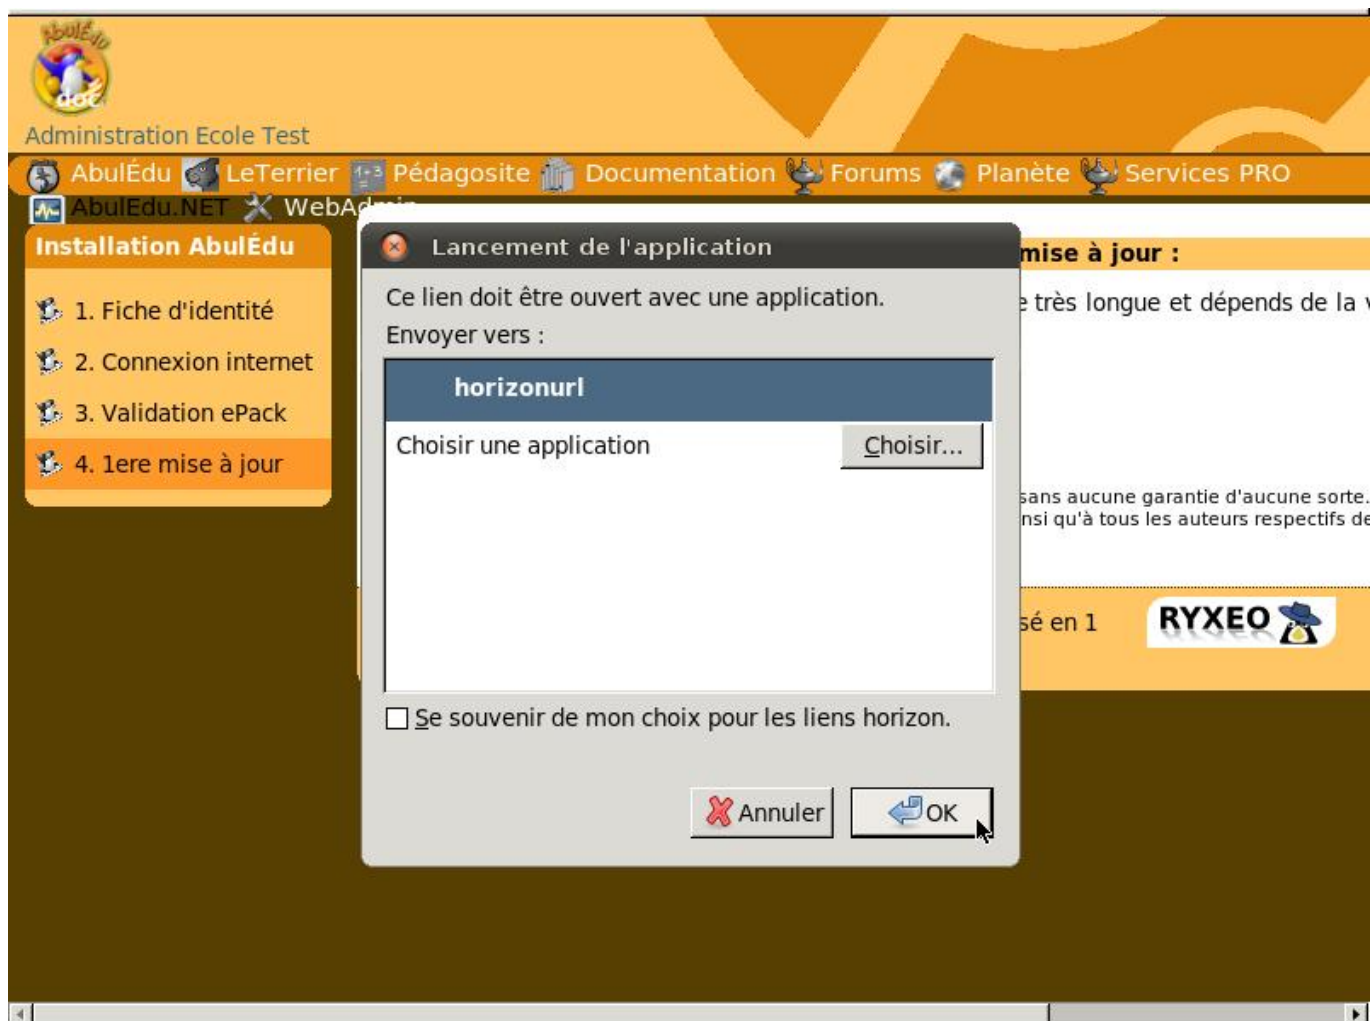 AbulÉdu
doc
Administration Ecole Test
AbulÉdu LeTerrier Pédagosite Documentation Forums Planète Services PRO
AbulEdu.NET WebAdmin
Installation AbulÉdu
1. Fiche d'identité
2. Connexion internet
3. Validation ePack
4. 1ere mise à jour
Lancement de l'application
Ce lien doit être ouvert avec une application.
Envoyer vers :
horizonurl
Choisir une application Choisir...
Se souvenir de mon choix pour les liens horizon.
Annuler OK
mise à jour :
très longue et dépends de la
sans aucune garantie d'aucune sorte.
nsi qu'à tous les auteurs respectifs de
sé en 1
RYXEO